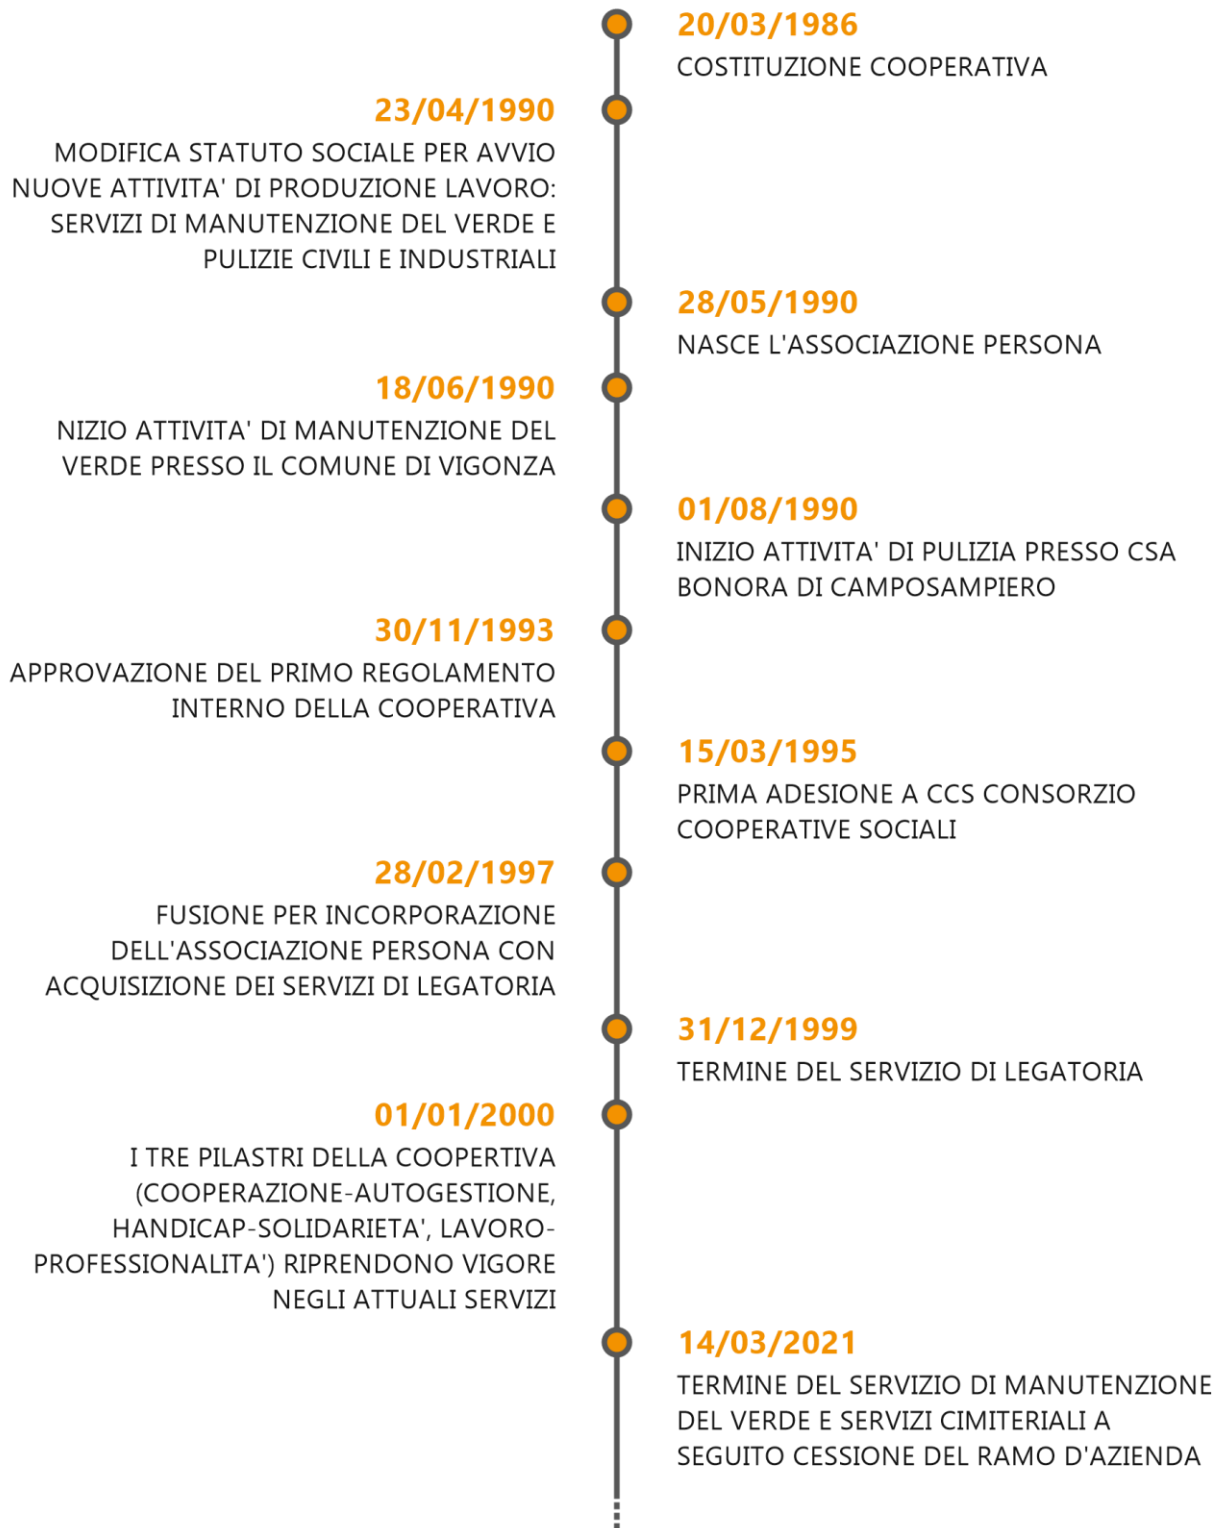 20/03/1986
COSTITUZIONE COOPERATIVA
23/04/1990
MODIFICA STATUTO SOCIALE PER AVVIO
NUOVE ATTIVITA' DI PRODUZIONE LAVORO:
SERVIZI DI MANUTENZIONE DEL VERDE E
PULIZIE CIVILI E INDUSTRIALI
28/05/1990
NASCE L'ASSOCIAZIONE PERSONA
18/06/1990
NIZIO ATTIVITA' DI MANUTENZIONE DEL
VERDE PRESSO IL COMUNE DI VIGONZA
01/08/1990
INIZIO ATTIVITA' DI PULIZIA PRESSO CSA
BONORA DI CAMPOSAMPIERO
30/11/1993
APPROVAZIONE DEL PRIMO REGOLAMENTO
INTERNO DELLA COOPERATIVA
15/03/1995
PRIMA ADESIONE A CCS CONSORZIO
COOPERATIVE SOCIALI
28/02/1997
FUSIONE PER INCORPORAZIONE
DELL'ASSOCIAZIONE PERSONA CON
ACQUISIZIONE DEI SERVIZI DI LEGATORIA
31/12/1999
TERMINE DEL SERVIZIO DI LEGATORIA
01/01/2000
I TRE PILASTRI DELLA COOPERTIVA
(COOPERAZIONE-AUTOGESTIONE,
HANDICAP-SOLIDARIETA', LAVORO-
PROFESSIONALITA') RIPRENDONO VIGORE
NEGLI ATTUALI SERVIZI
14/03/2021
TERMINE DEL SERVIZIO DI MANUTENZIONE
DEL VERDE E SERVIZI CIMITERIALI A
SEGUITO CESSIONE DEL RAMO D'AZIENDA